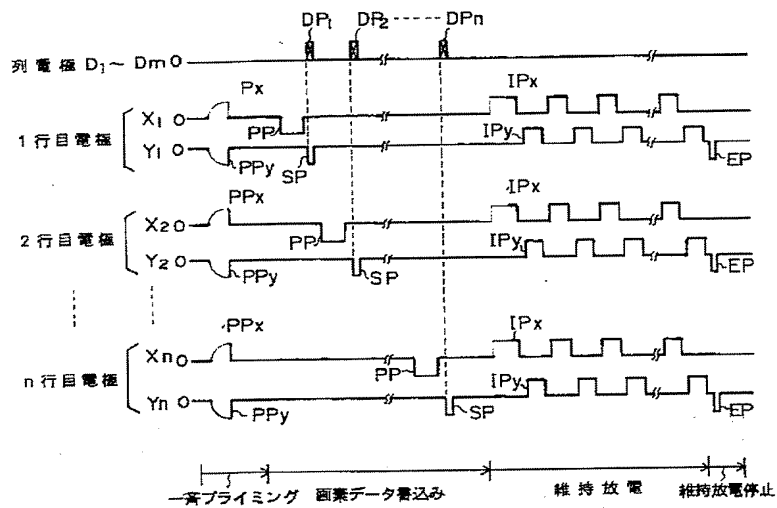 DP₁ DP₂ DPn
列電極 D₁～Dm 0
Px IPx
X₁ 0
1行目電極 PP IPy
Y₁ 0
PPy SP EP
PPx IPx
X₂ 0
2行目電極 PP IPy
Y₂ 0
PPy SP EP
PPx IPx
Xn 0
n行目電極 PP IPy
Yn 0
PPy SP EP
一斉プライミング 画素データ書込み 維持放電 維持放電停止